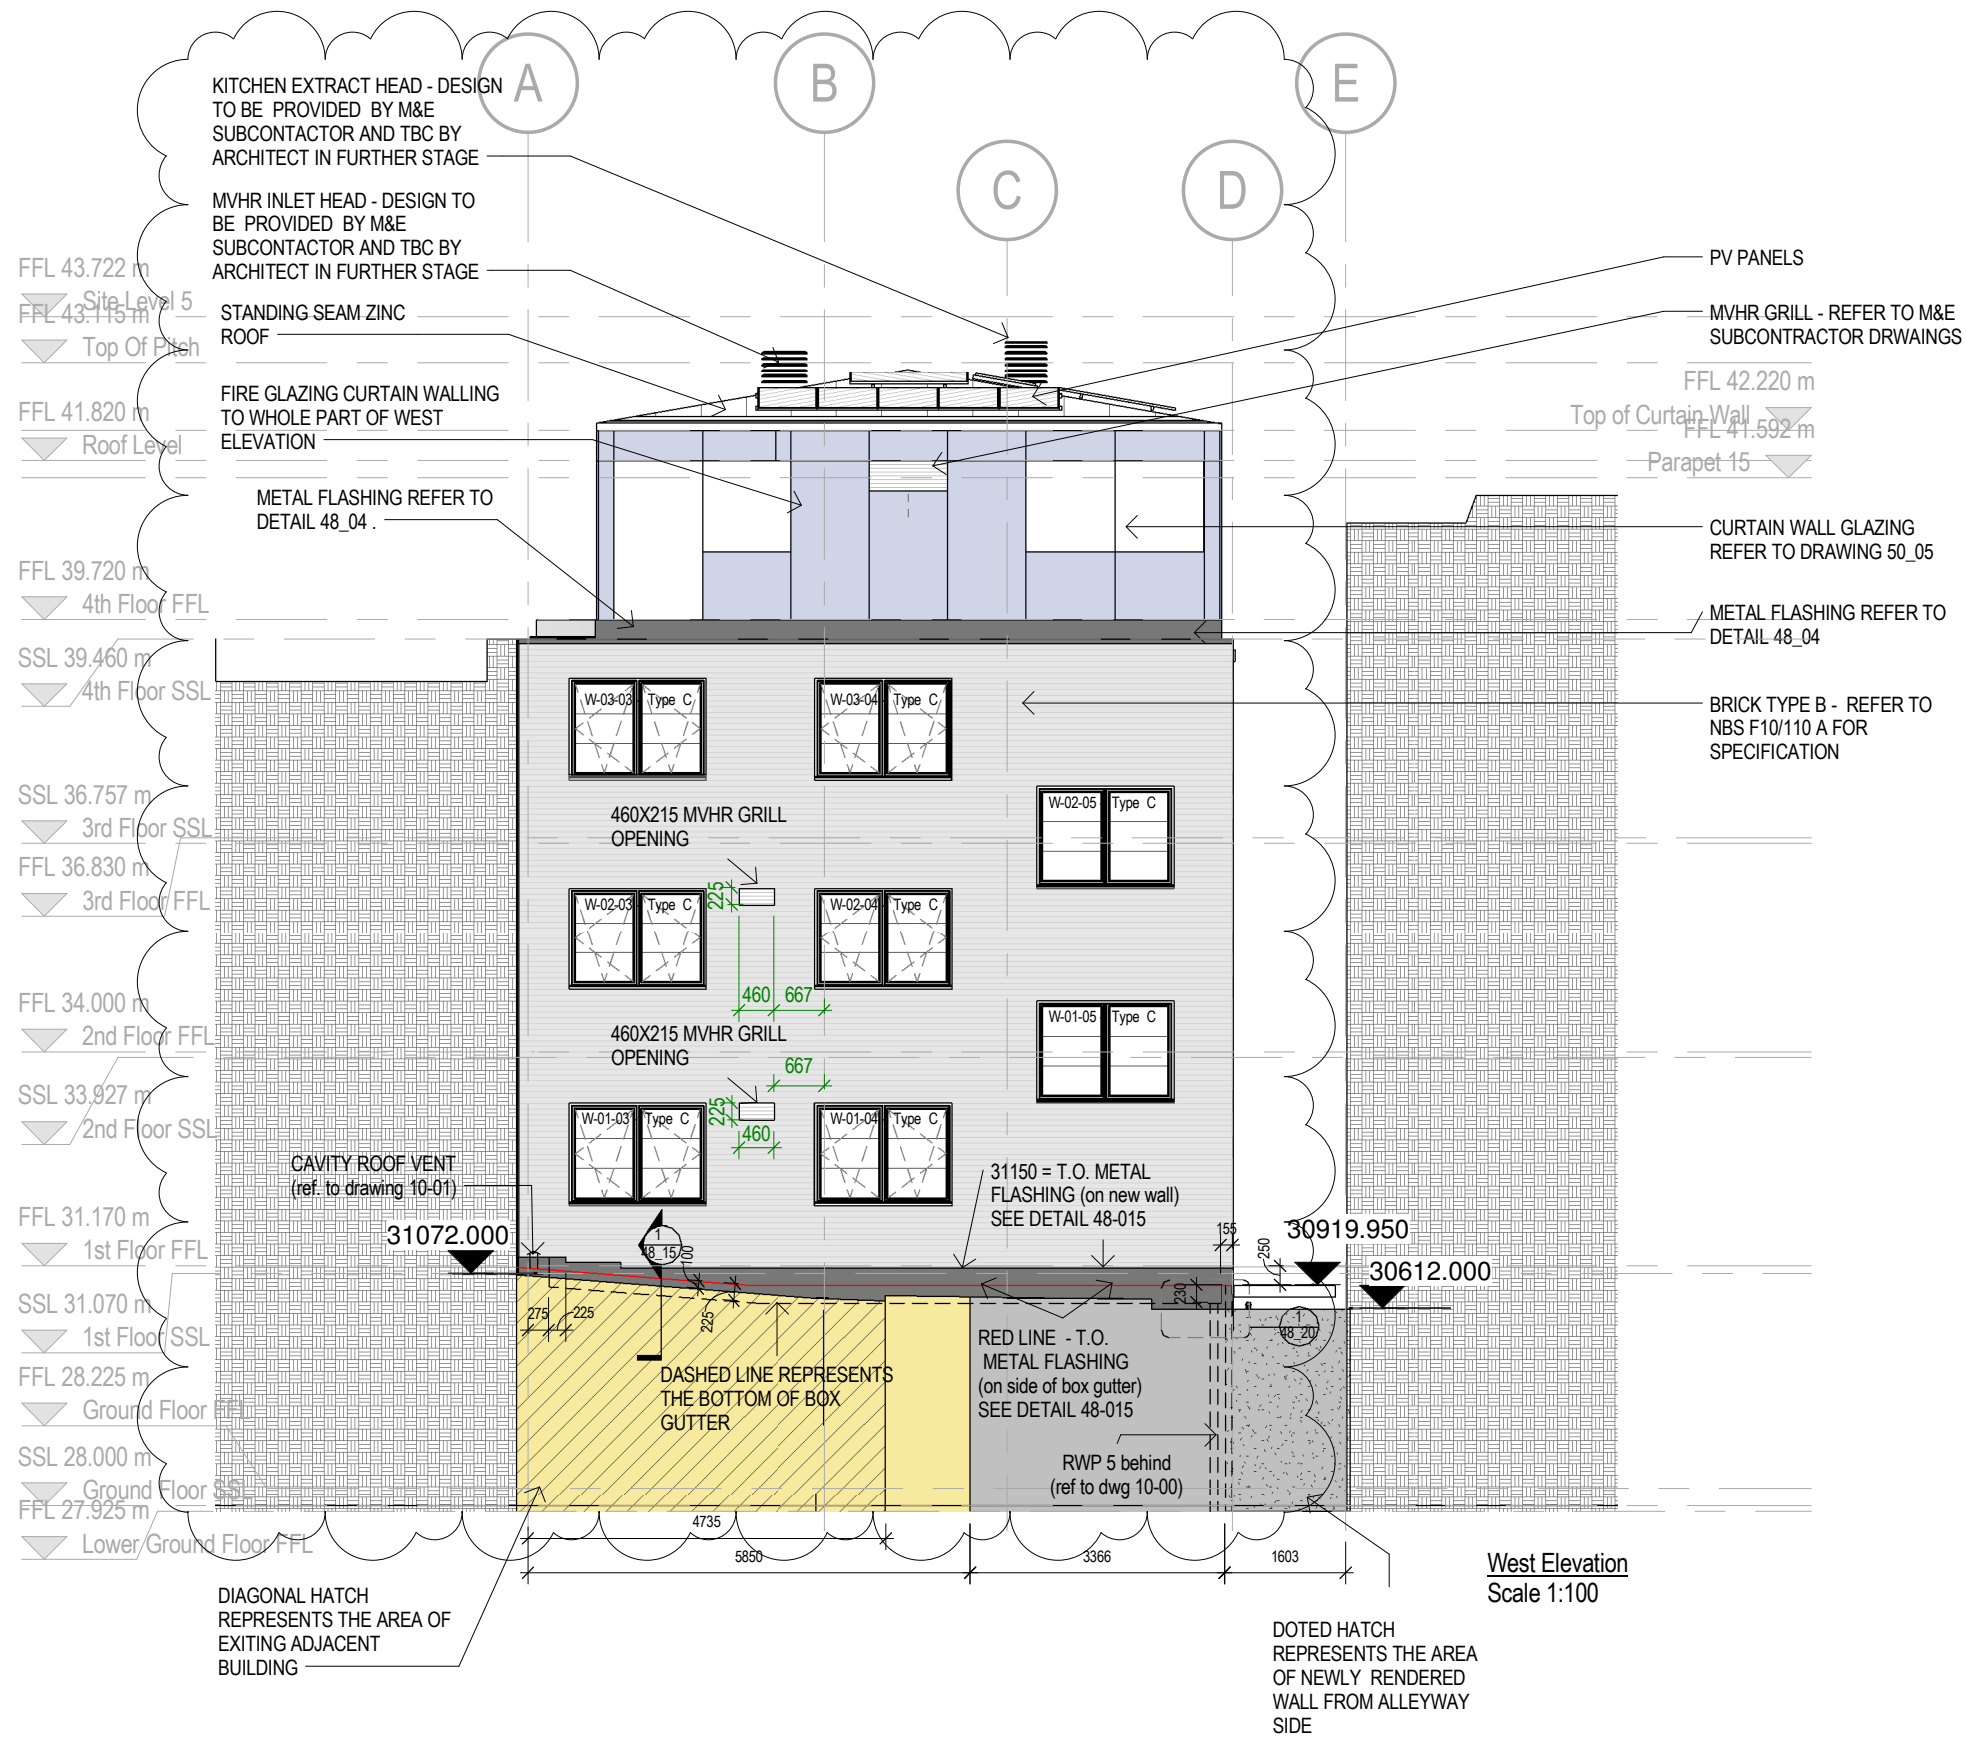 A
B
E
C
D
KITCHEN EXTRACT HEAD - DESIGN
TO BE PROVIDED BY M&E
SUBCONTACTOR AND TBC BY
ARCHITECT IN FURTHER STAGE
MVHR INLET HEAD - DESIGN TO
BE PROVIDED BY M&E
SUBCONTACTOR AND TBC BY
ARCHITECT IN FURTHER STAGE
STANDING SEAM ZINC
ROOF
FIRE GLAZING CURTAIN WALLING
TO WHOLE PART OF WEST
ELEVATION
METAL FLASHING REFER TO
DETAIL 48_04 .
FFL 43.722 m
Site Level 5
FFL 43.115 m
Top Of Pitch
FFL 41.820 m
Roof Level
FFL 39.720 m
4th Floor FFL
SSL 39.460 m
4th Floor SSL
SSL 36.757 m
3rd Floor SSL
FFL 36.830 m
3rd Floor FFL
FFL 34.000 m
2nd Floor FFL
SSL 33.927 m
2nd Floor SSL
FFL 31.170 m
1st Floor FFL
SSL 31.070 m
1st Floor SSL
FFL 28.225 m
Ground Floor FFL
SSL 28.000 m
Ground Floor SSL
FFL 27.925 m
Lower Ground Floor FFL
PV PANELS
MVHR GRILL - REFER TO M&E
SUBCONTRACTOR DRWAINGS
FFL 42.220 m
Top of Curtain Wall
FFL 41.592 m
Parapet 15
CURTAIN WALL GLAZING
REFER TO DRAWING 50_05
METAL FLASHING REFER TO
DETAIL 48_04
BRICK TYPE B - REFER TO
NBS F10/110 A FOR
SPECIFICATION
W-03-03 Type C
W-03-04 Type C
W-02-05 Type C
460X215 MVHR GRILL
OPENING
225
W-02-03 Type C
W-02-04 Type C
460
667
W-01-05 Type C
460X215 MVHR GRILL
OPENING
667
225
460
W-01-03 Type C
W-01-04 Type C
CAVITY ROOF VENT
(ref. to drawing 10-01)
31072.000
1
48_15
100
31150 = T.O. METAL
FLASHING (on new wall)
SEE DETAIL 48-015
155
250
30919.950
30612.000
230
1
48_20
275
225
225
DASHED LINE REPRESENTS
THE BOTTOM OF BOX
GUTTER
RED LINE - T.O.
METAL FLASHING
(on side of box gutter)
SEE DETAIL 48-015
RWP 5 behind
(ref to dwg 10-00)
4735
5850
3366
1603
West Elevation
Scale 1:100
DIAGONAL HATCH
REPRESENTS THE AREA OF
EXITING ADJACENT
BUILDING
DOTED HATCH
REPRESENTS THE AREA
OF NEWLY RENDERED
WALL FROM ALLEYWAY
SIDE